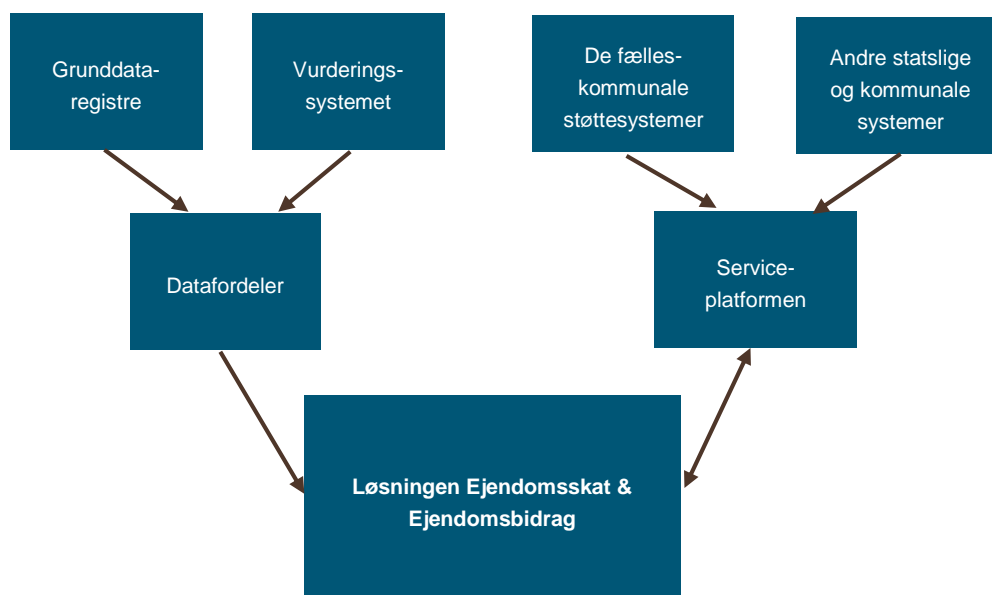 Grunddata-
registre
Vurderings-
systemet
De fælles-
kommunale
støttesystemer
Andre statslige
og kommunale
systemer
Datafordeler
Service-
platformen
Løsningen Ejendomsskat &
Ejendomsbidrag